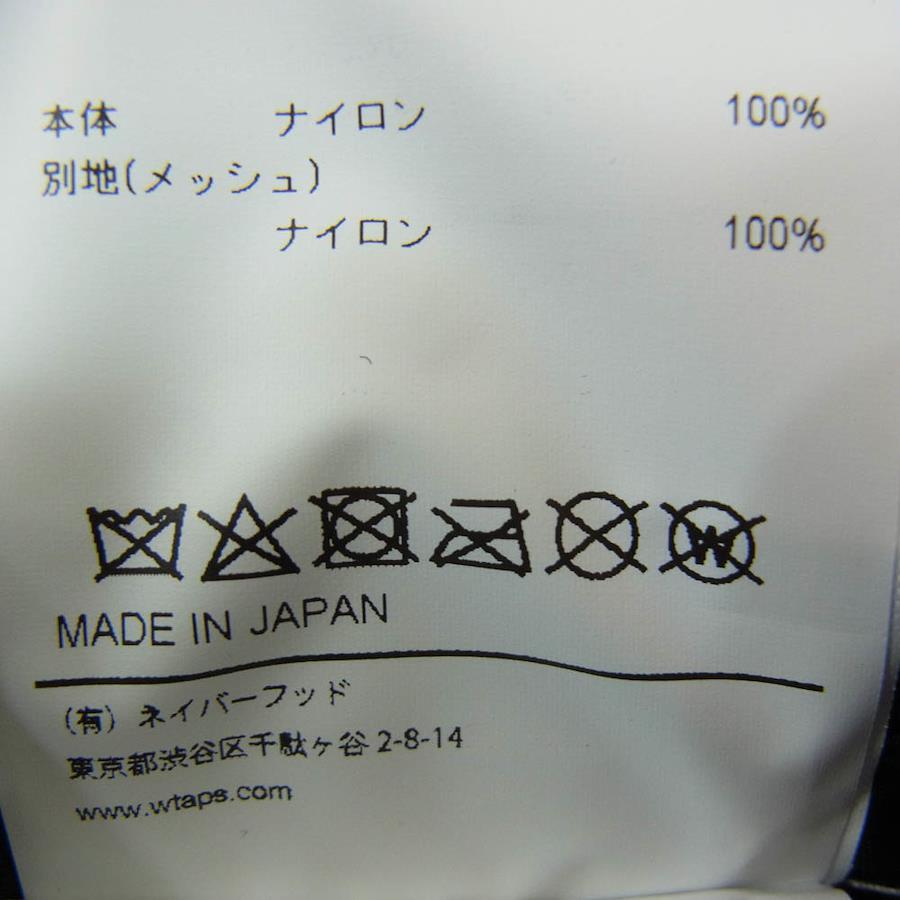 本体 ナイロン 100%
別地(メッシュ)
ナイロン 100%
W
MADE IN JAPAN
(有) ネイバーフッド
東京都渋谷区千駄ヶ谷 2-8-14
www.wtaps.com